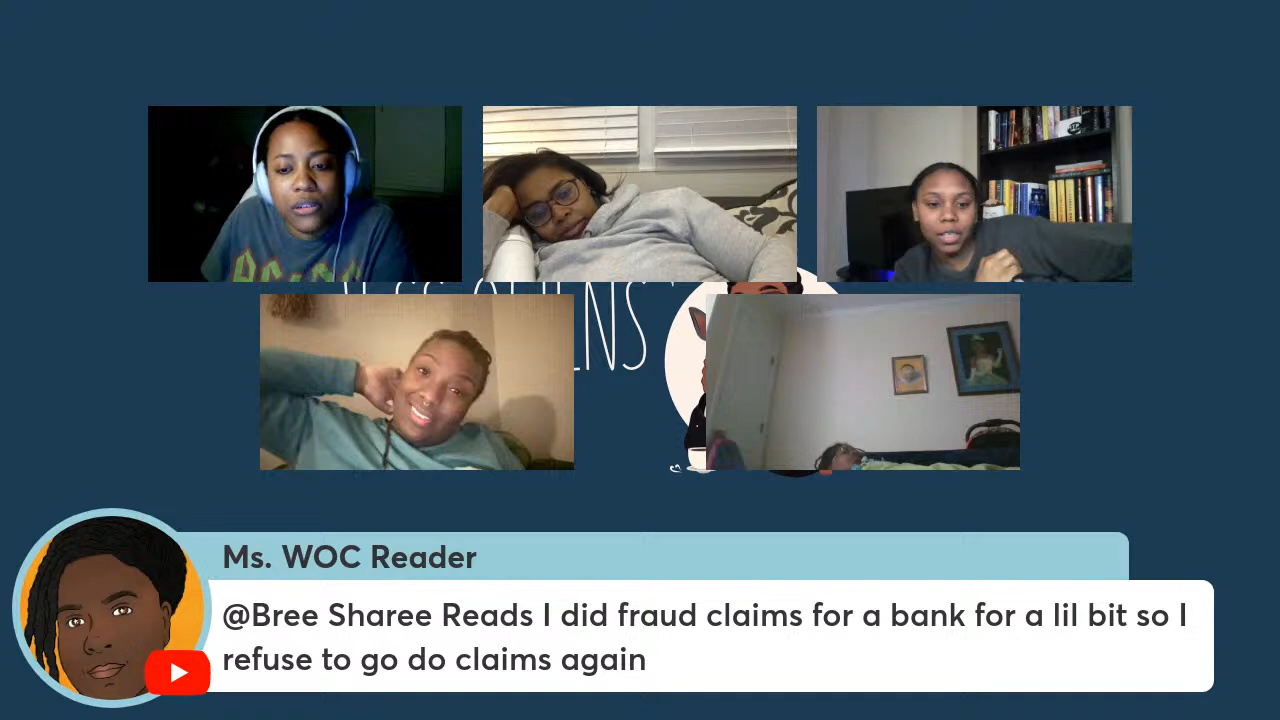 Ms. WOC Reader
@Bree Sharee Reads I did fraud claims for a bank for a lil bit so I
refuse to go do claims again